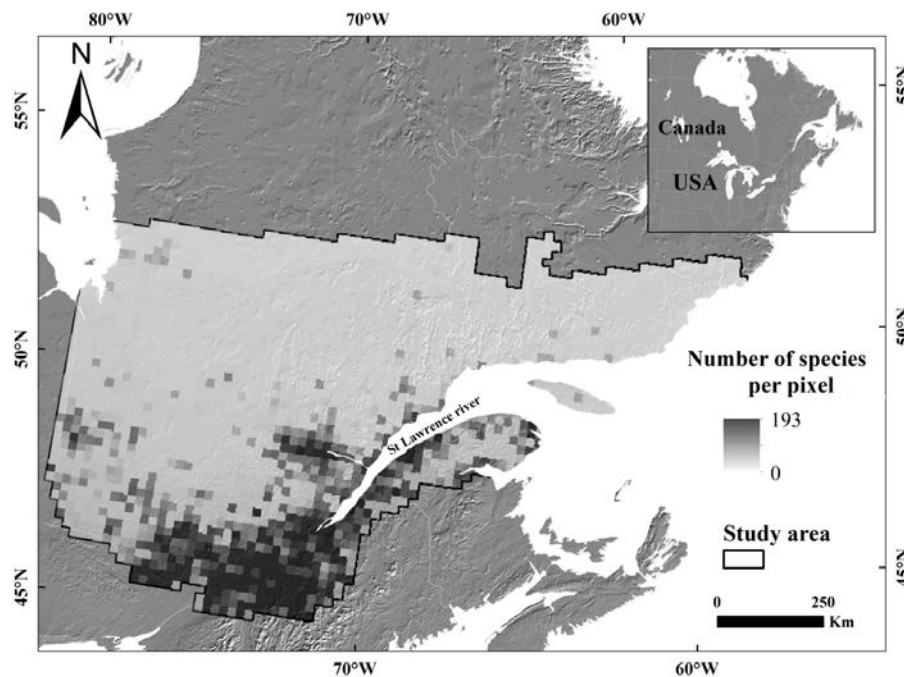 80°W 70°W 60°W
N
55°N
55°N
Canada
USA
50°N
50°N
Number of species
per pixel
193
0
St Lawrence river
Study area
45°N
45°N
0 250
Km
70°W 60°W